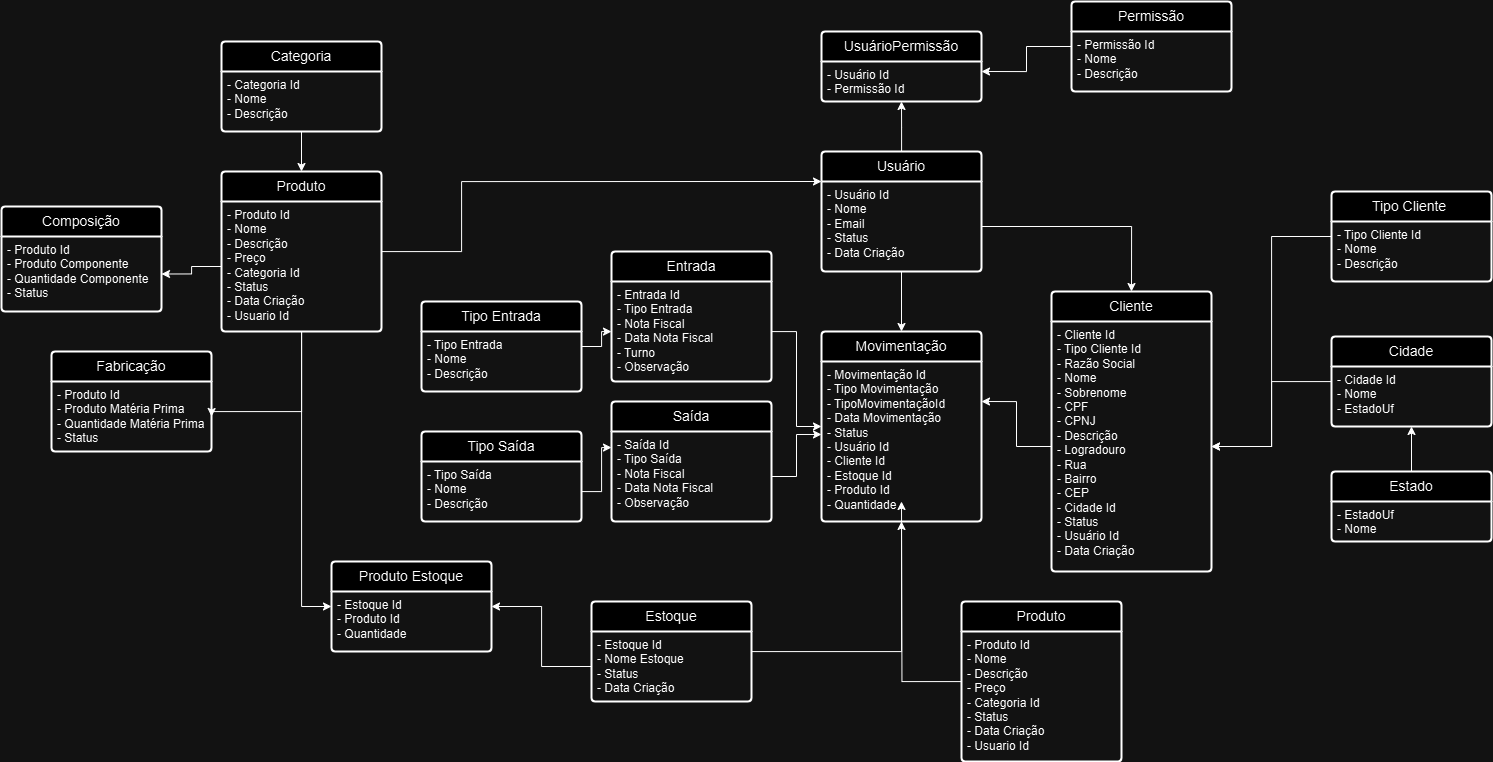 Categoria
- Categoria Id
- Nome
- Descrição
Produto
- Produto Id
- Nome
- Descrição
- Preço
- Categoria Id
- Status
- Data Criação
- Usuario Id
Composição
- Produto Id
- Produto Componente
- Quantidade Componente
- Status
Fabricação
- Produto Id
- Produto Matéria Prima
- Quantidade Matéria Prima
- Status
UsuárioPermissão
- Usuário Id
- Permissão Id
Permissão
- Permissão Id
- Nome
- Descrição
Usuário
- Usuário Id
- Nome
- Email
- Status
- Data Criação
Tipo Entrada
- Tipo Entrada
- Nome
- Descrição
Entrada
- Entrada Id
- Tipo Entrada
- Nota Fiscal
- Data Nota Fiscal
- Turno
- Observação
Tipo Saída
- Tipo Saída
- Nome
- Descrição
Saída
- Saída Id
- Tipo Saída
- Nota Fiscal
- Data Nota Fiscal
- Observação
Movimentação
- Movimentação Id
- Tipo Movimentação
- TipoMovimentaçãoId
- Data Movimentação
- Status
- Usuário Id
- Cliente Id
- Estoque Id
- Produto Id
- Quantidade
Cliente
- Cliente Id
- Tipo Cliente Id
- Razão Social
- Nome
- Sobrenome
- CPF
- CPNJ
- Descrição
- Logradouro
- Rua
- Bairro
- CEP
- Cidade Id
- Status
- Usuário Id
- Data Criação
Tipo Cliente
- Tipo Cliente Id
- Nome
- Descrição
Cidade
- Cidade Id
- Nome
- EstadoUf
Estado
- EstadoUf
- Nome
Produto Estoque
- Estoque Id
- Produto Id
- Quantidade
Estoque
- Estoque Id
- Nome Estoque
- Status
- Data Criação
Produto
- Produto Id
- Nome
- Descrição
- Preço
- Categoria Id
- Status
- Data Criação
- Usuario Id